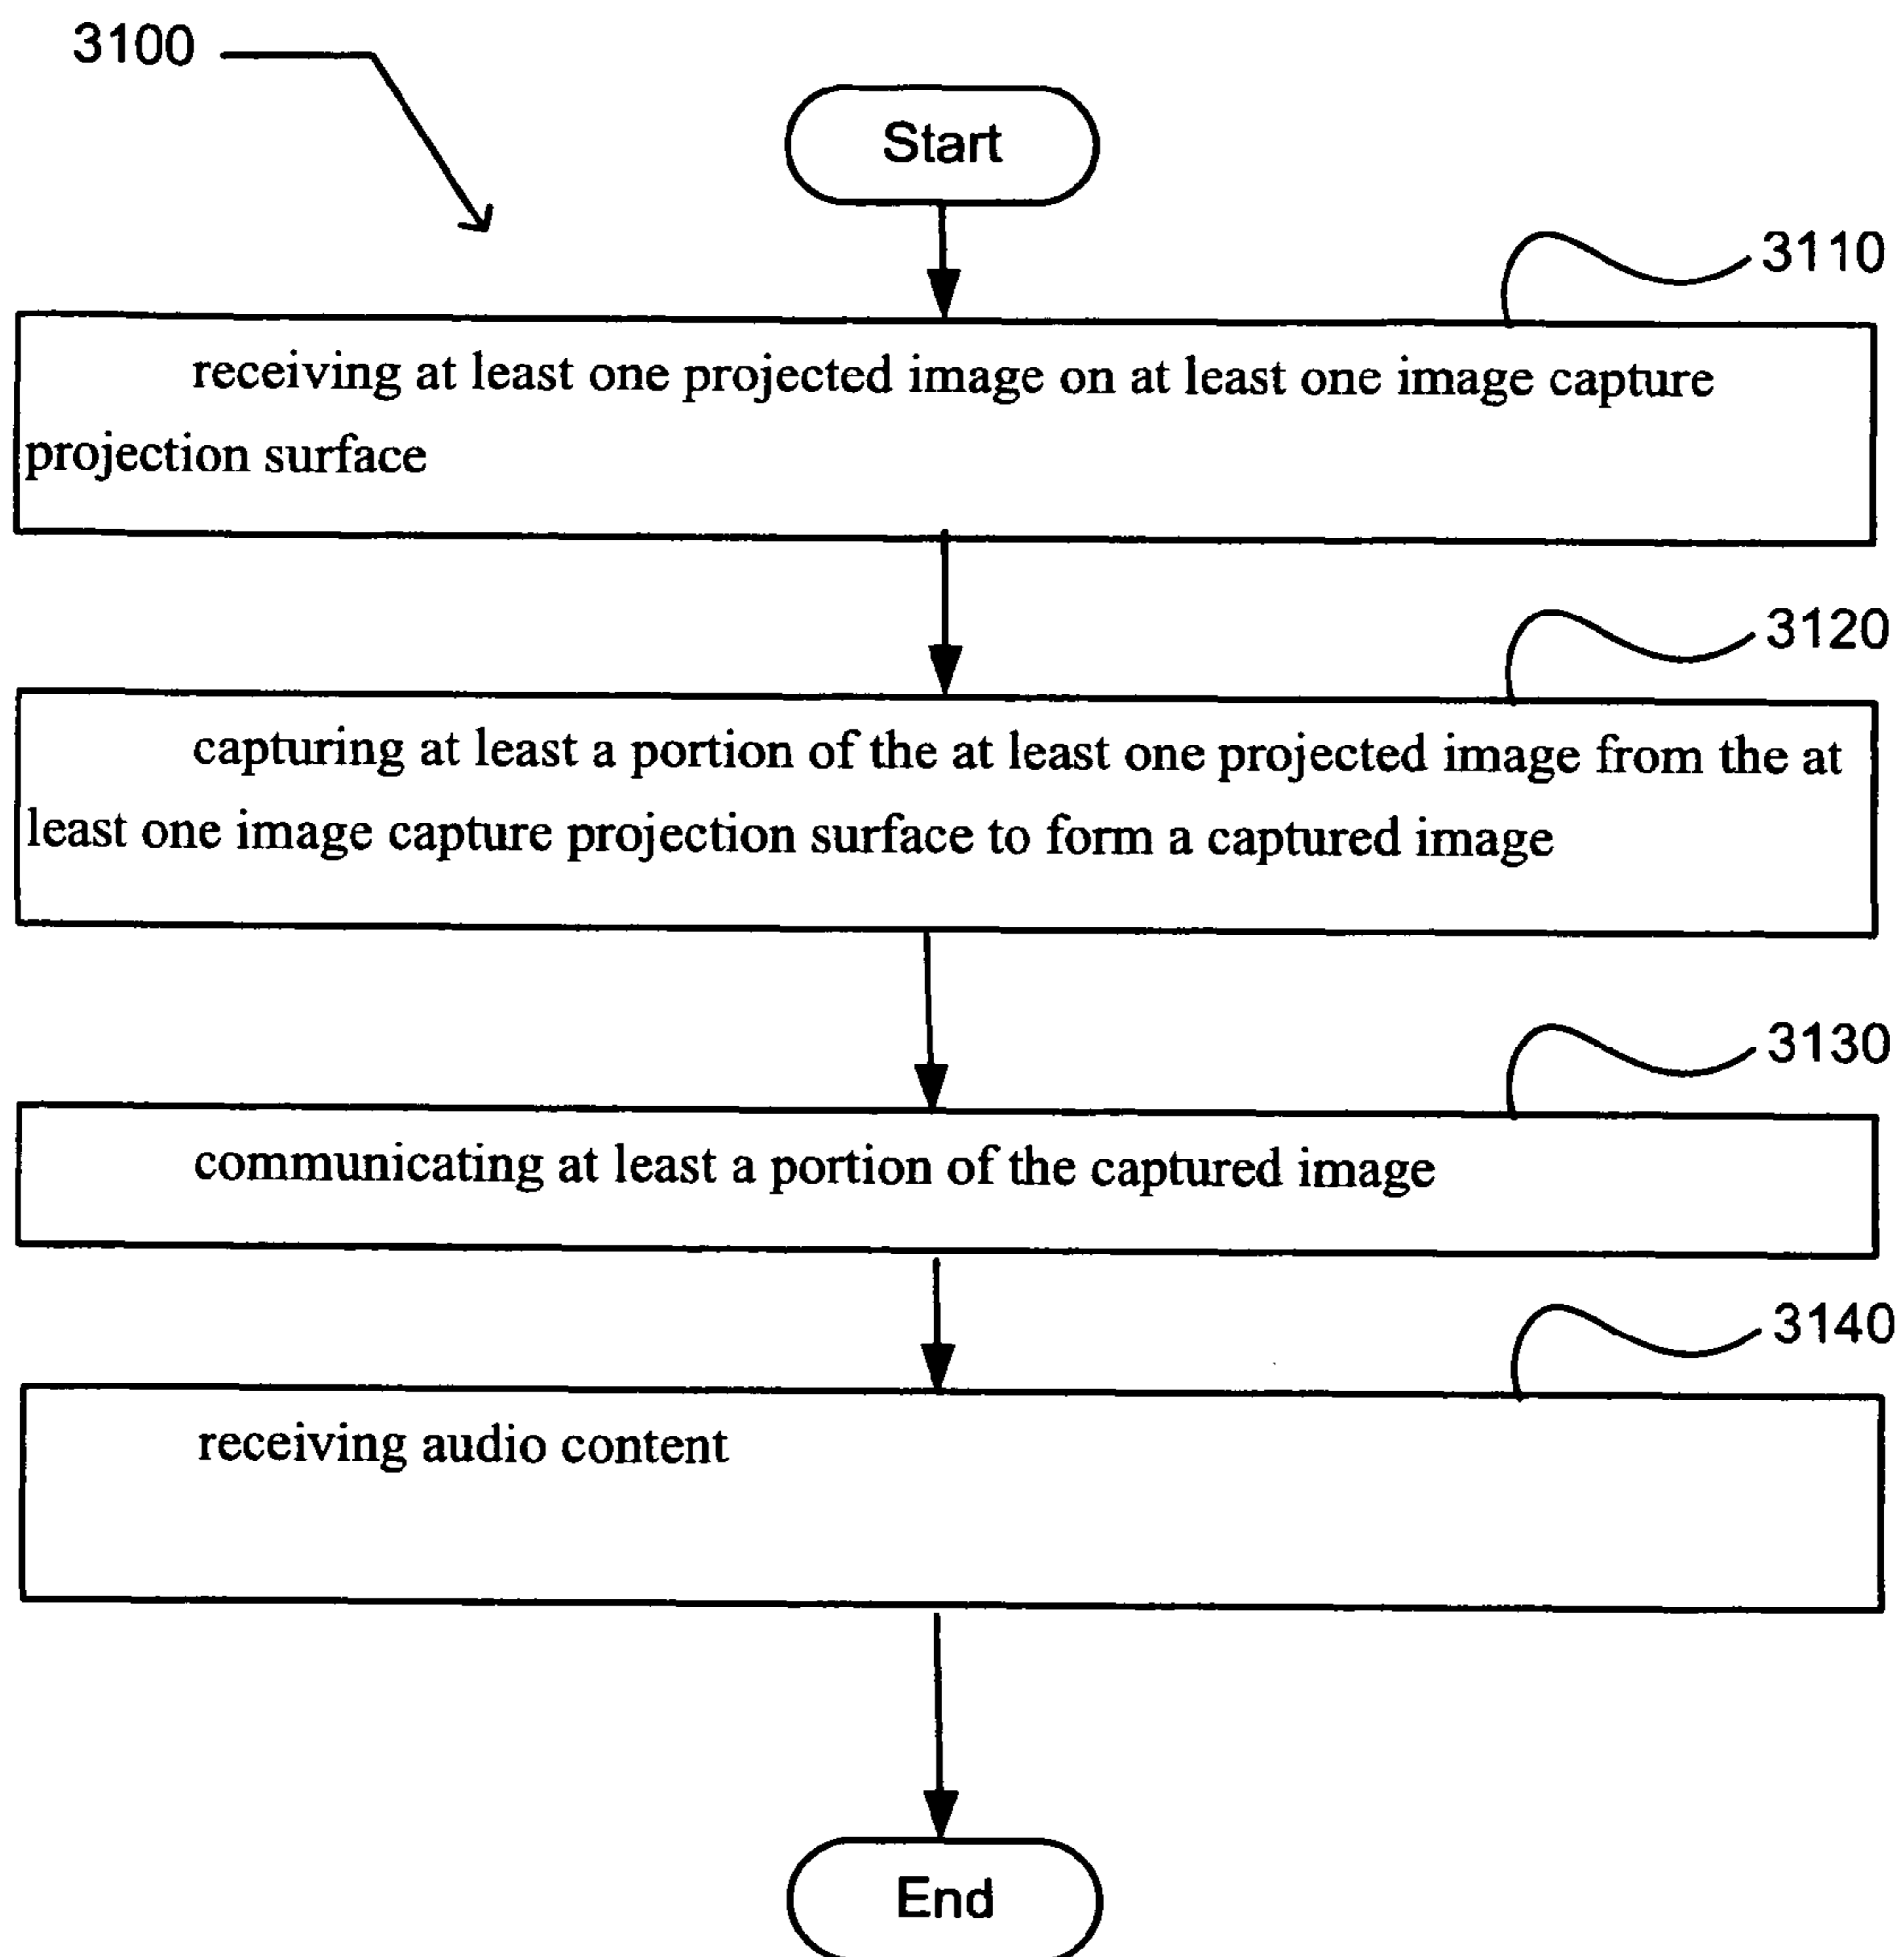 3100
Start
3110
receiving at least one projected image on at least one image capture
projection surface
3120
capturing at least a portion of the at least one projected image from the at
least one image capture projection surface to form a captured image
3130
communicating at least a portion of the captured image
3140
receiving audio content
End